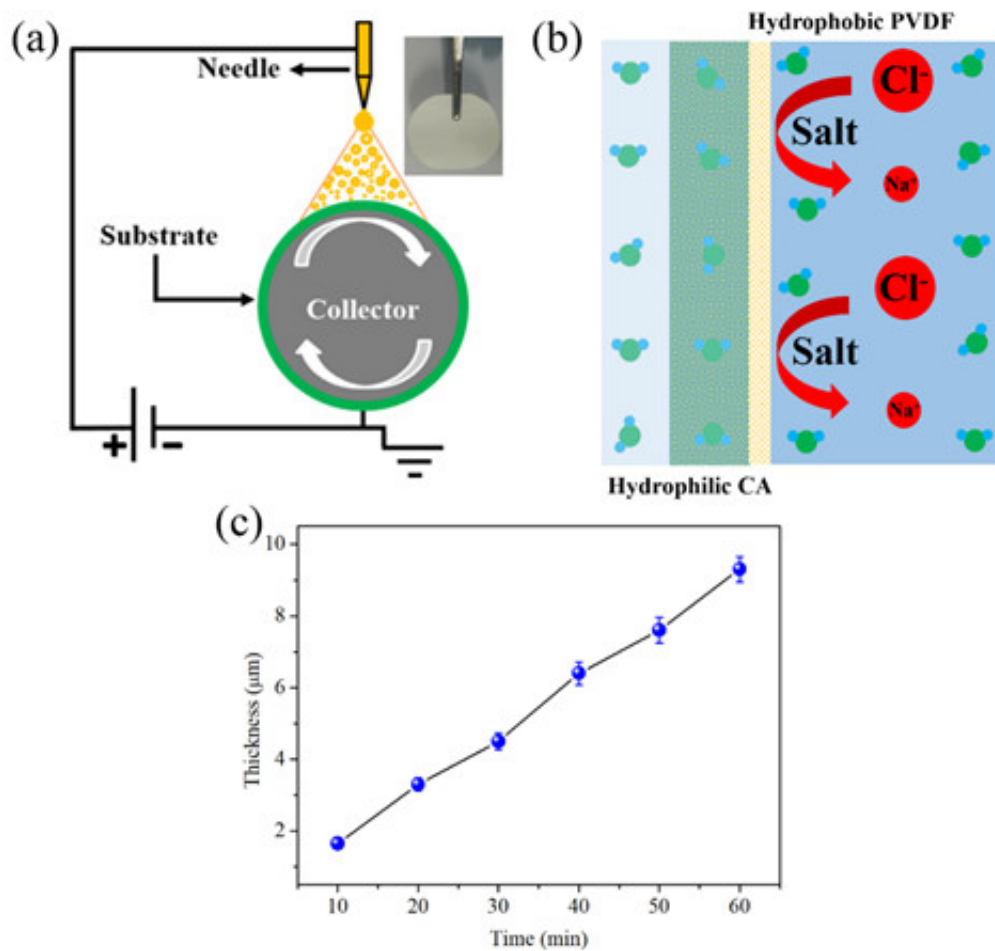 (a)
Needle
Substrate
Collector
+
-
-
(b)
Hydrophobic PVDF
Cl-
Salt
Na+
Cl-
Salt
Na+
Hydrophilic CA
(c)
Thickness (μm)
10
8
6
4
2
10 20 30 40 50 60
Time (min)